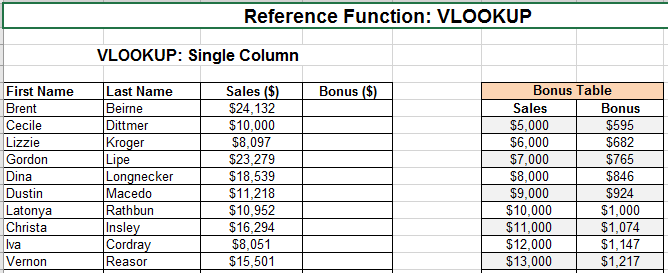 Reference Function: VLOOKUP
VLOOKUP: Single Column
First Name Last Name Sales ($) Bonus ($) Bonus Table
Brent Beirne $24,132 Sales Bonus
Cecile Dittmer $10,000 $5,000 $595
Lizzie Kroger $8,097 $6,000 $682
Gordon Lipe $23,279 $7,000 $765
Dina Longnecker $18,539 $8,000 $846
Dustin Macedo $11,218 $9,000 $924
Latonya Rathbun $10,952 $10,000 $1,000
Christa Insley $16,294 $11,000 $1,074
Iva Cordray $8,051 $12,000 $1,147
Vernon Reasor $15,501 $13,000 $1,217